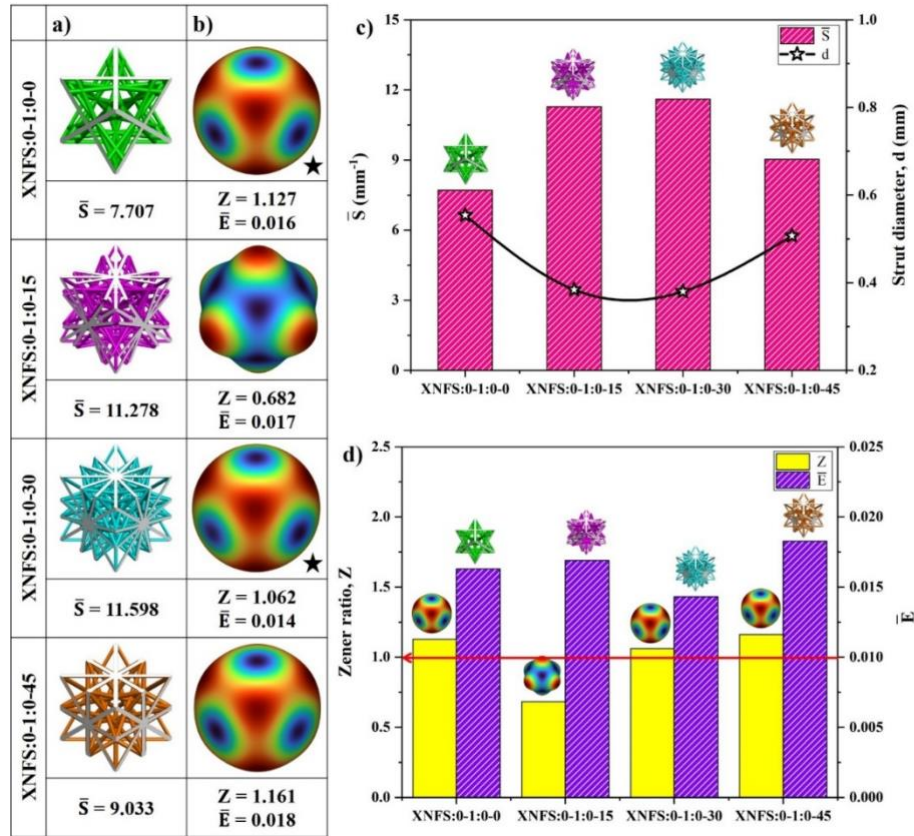 a)
b)
XNFS:0-1:0-0
S̅ = 7.707
Z = 1.127
E̅ = 0.016
XNFS:0-1:0-15
S̅ = 11.278
Z = 0.682
E̅ = 0.017
XNFS:0-1:0-30
S̅ = 11.598
Z = 1.062
E̅ = 0.014
XNFS:0-1:0-45
S̅ = 9.033
Z = 1.161
E̅ = 0.018
c)
S̅
d
S̅ (mm⁻¹)
15
12
9
6
3
0
Strut diameter, d (mm)
1.0
0.8
0.6
0.4
0.2
XNFS:0-1:0-0 XNFS:0-1:0-15 XNFS:0-1:0-30 XNFS:0-1:0-45
d)
Z
E̅
Zener ratio, Z
2.5
2.0
1.5
1.0
0.5
0.0
E̅
0.025
0.020
0.015
0.010
0.005
0.000
XNFS:0-1:0-0 XNFS:0-1:0-15 XNFS:0-1:0-30 XNFS:0-1:0-45